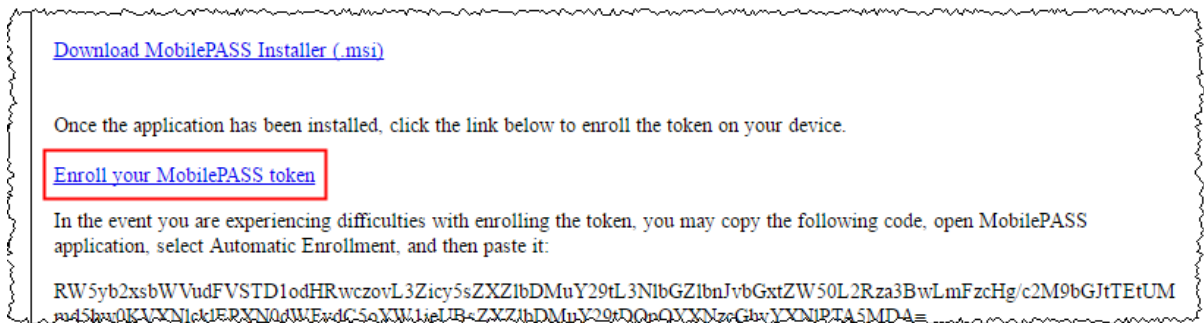 Download MobilePASS Installer (.msi)
Once the application has been installed, click the link below to enroll the token on your device.
Enroll your MobilePASS token
In the event you are experiencing difficulties with enrolling the token, you may copy the following code, open MobilePASS
application, select Automatic Enrollment, and then paste it:
RW5yb2xsbWVudFVSTD1odHRwczovL3Zicy5sZXZlbDMuY29tL3NlbGZlbnJvbGxtZW50L2Rza3BwLmFzcHg/c2M9bGJtTEtUM